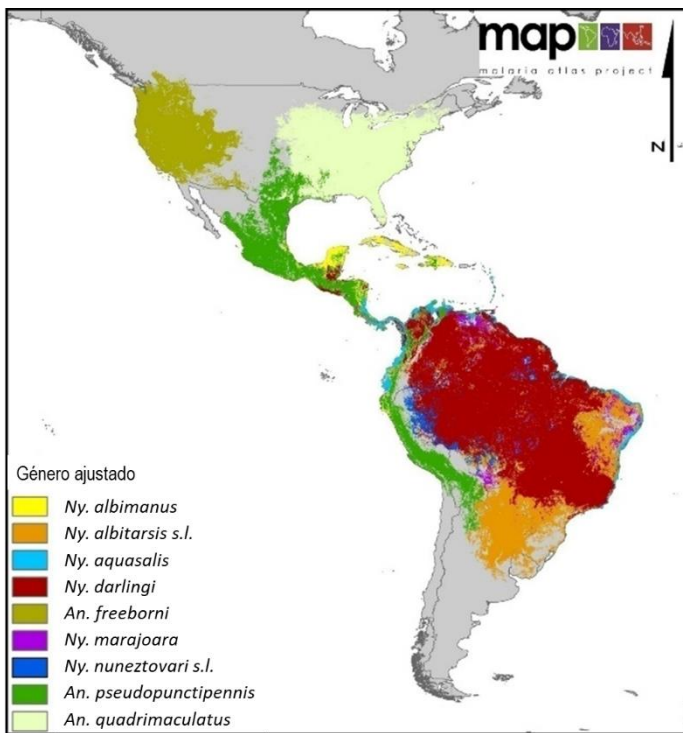 map
malaria atlas project
N
Género ajustado
Ny. albimanus
Ny. albitarsis s.l.
Ny. aquasalis
Ny. darlingi
An. freeborni
Ny. marajoara
Ny. nuneztovari s.l.
An. pseudopunctipennis
An. quadrimaculatus